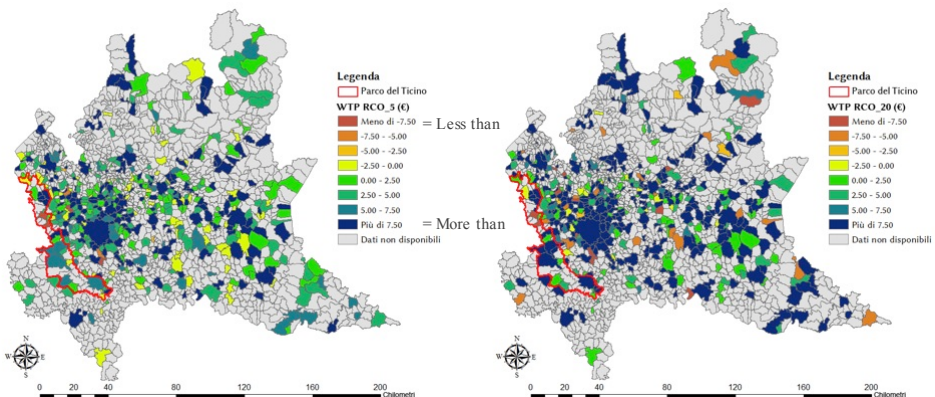 Legenda
Parco del Ticino
WTP RCO_5 (€)
Meno di -7.50
-7.50 - -5.00
-5.00 - -2.50
-2.50 - 0.00
0.00 - 2.50
2.50 - 5.00
5.00 - 7.50
Più di 7.50
Dati non disponibili
= Less than
= More than
N
W E
S
0 20 40 80 120 160 200
Chilometri
Legenda
Parco del Ticino
WTP RCO_20 (€)
Meno di -7.50
-7.50 - -5.00
-5.00 - -2.50
-2.50 - 0.00
0.00 - 2.50
2.50 - 5.00
5.00 - 7.50
Più di 7.50
Dati non disponibili
N
W E
S
0 20 40 80 120 160 200
Chilometri